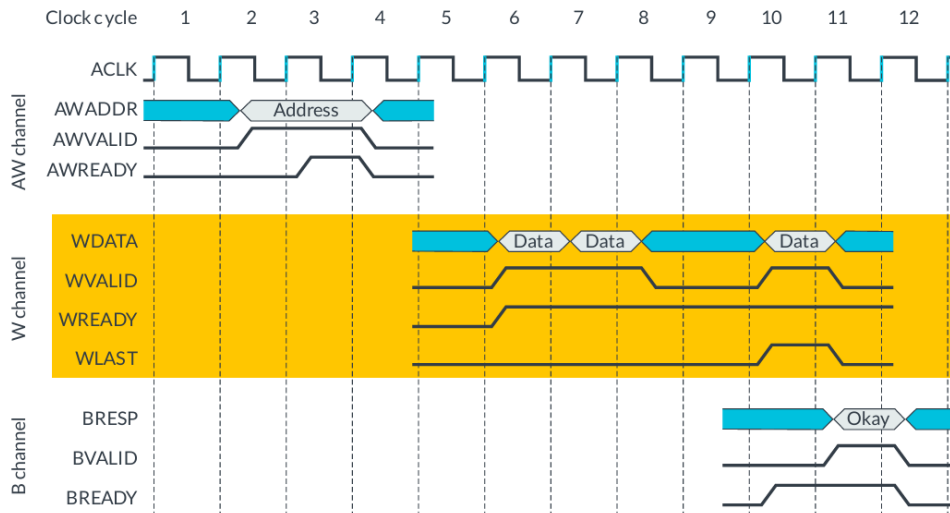 Clock cycle 1 2 3 4 5 6 7 8 9 10 11 12
ACLK
AW channel
AWADDR Address
AWVALID
AWREADY
W channel
WDATA Data Data Data
WVALID
WREADY
WLAST
B channel
BRESP Okay
BVALID
BREADY